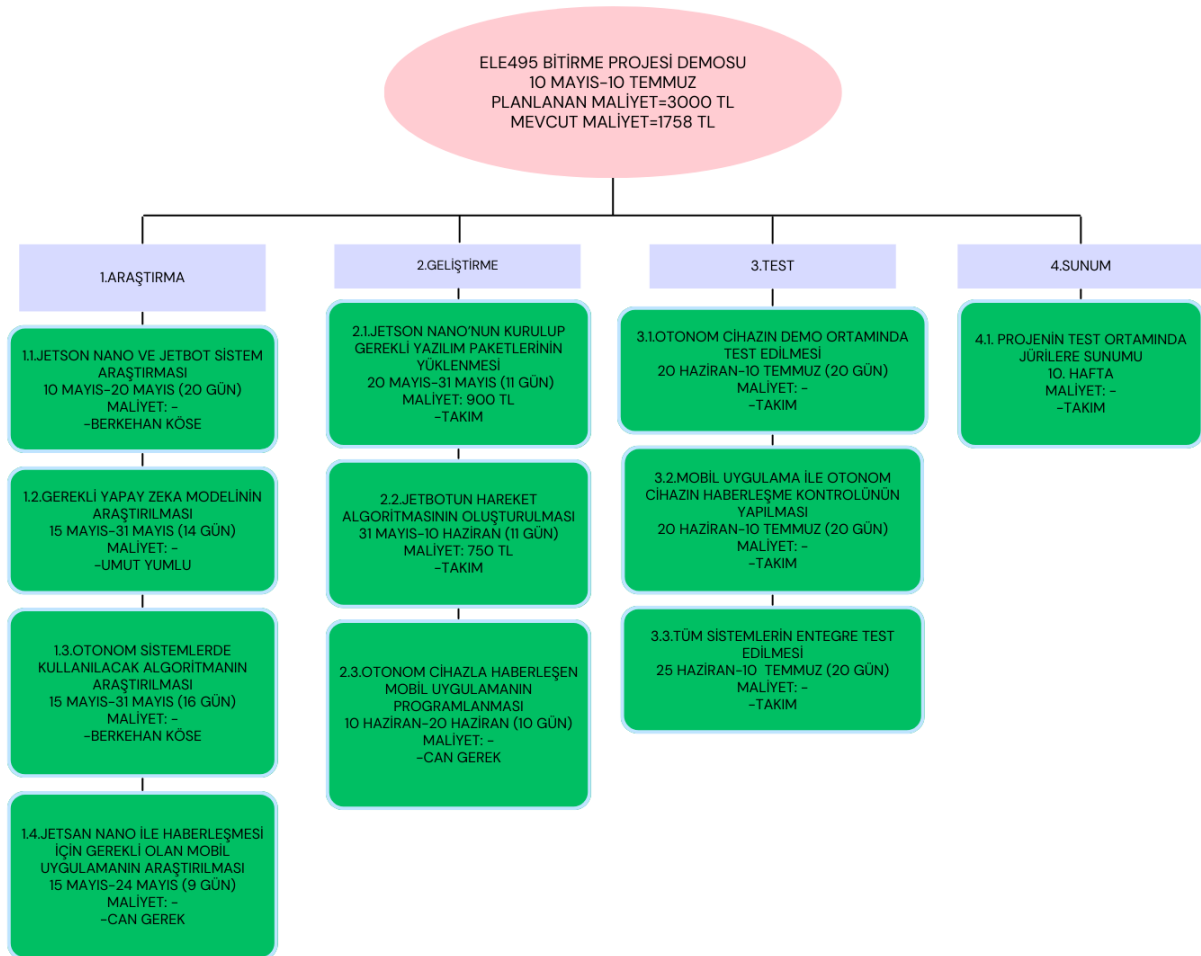 ELE495 BİTİRME PROJESİ DEMOSU
10 MAYIS-10 TEMMUZ
PLANLANAN MALİYET=3000 TL
MEVCUT MALİYET=1758 TL
1.ARAŞTIRMA
1.1.JETSON NANO VE JETBOT SİSTEM
ARAŞTIRMASI
10 MAYIS-20 MAYIS (20 GÜN)
MALİYET: -
-BERKEHAN KÖSE
1.2.GEREKLİ YAPAY ZEKA MODELİNİN
ARAŞTIRILMASI
15 MAYIS-31 MAYIS (14 GÜN)
MALİYET: -
-UMUT YUMLU
1.3.OTONOM SİSTEMLERDE
KULLANILACAK ALGORİTMANIN
ARAŞTIRILMASI
15 MAYIS-31 MAYIS (16 GÜN)
MALİYET: -
-BERKEHAN KÖSE
1.4.JETSAN NANO İLE HABERLEŞMESİ
İÇİN GEREKLİ OLAN MOBİL
UYGULAMANIN ARAŞTIRILMASI
15 MAYIS-24 MAYIS (9 GÜN)
MALİYET: -
-CAN GEREK
2.GELİŞTİRME
2.1.JETSON NANO'NUN KURULUP
GEREKLİ YAZILIM PAKETLERİNİN
YÜKLENMESİ
20 MAYIS-31 MAYIS (11 GÜN)
MALİYET: 900 TL
-TAKIM
2.2.JETBOTUN HAREKET
ALGORİTMASININ OLUŞTURULMASI
31 MAYIS-10 HAZİRAN (11 GÜN)
MALİYET: 750 TL
-TAKIM
2.3.OTONOM CİHAZLA HABERLEŞEN
MOBİL UYGULAMANIN
PROGRAMLANMASI
10 HAZİRAN-20 HAZİRAN (10 GÜN)
MALİYET: -
-CAN GEREK
3.TEST
3.1.OTONOM CİHAZIN DEMO ORTAMINDA
TEST EDİLMESİ
20 HAZİRAN-10 TEMMUZ (20 GÜN)
MALİYET: -
-TAKIM
3.2.MOBİL UYGULAMA İLE OTONOM
CİHAZIN HABERLEŞME KONTROLÜNÜN
YAPILMASI
20 HAZİRAN-10 TEMMUZ (20 GÜN)
MALİYET: -
-TAKIM
3.3.TÜM SİSTEMLERİN ENTEGRE TEST
EDİLMESİ
25 HAZİRAN-10 TEMMUZ (20 GÜN)
MALİYET: -
-TAKIM
4.SUNUM
4.1. PROJENİN TEST ORTAMINDA
JÜRİLERE SUNUMU
10. HAFTA
MALİYET: -
-TAKIM